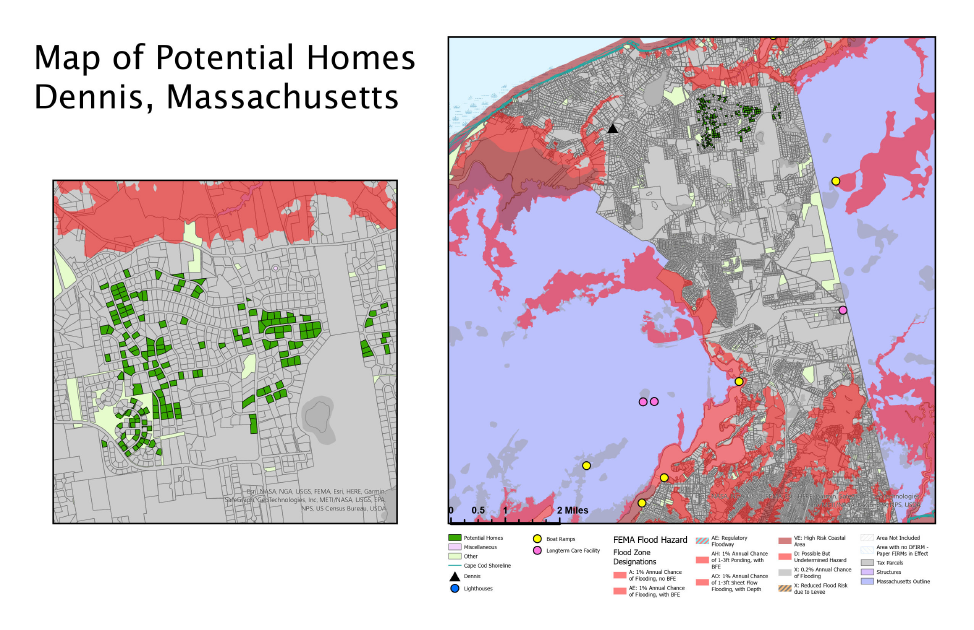 Map of Potential Homes
Dennis, Massachusetts
Esri, NASA, NGA, USGS, FEMA, Esri, HERE, Garmin,
SafeGraph, GeoTechnologies, Inc, METI/NASA, USGS, EPA,
NPS, US Census Bureau, USDA
0 0.5 1 2 Miles
Potential Homes
Miscellaneous
Other
Cape Cod Shoreline
Dennis
Lighthouses
Boat Ramps
Longterm Care Facility
FEMA Flood Hazard
Flood Zone
Designations
A: 1% Annual Chance
of Flooding, no BFE
AE: 1% Annual Chance
of Flooding, with BFE
AE: Regulatory
Floodway
AH: 1% Annual Chance
of 1-3ft Ponding, with
BFE
AO: 1% Annual Chance
of 1-3ft Sheet Flow
Flooding, with Depth
VE: High Risk Coastal
Area
D: Possible But
Undetermined Hazard
X: 0.2% Annual Chance
of Flooding
X: Reduced Flood Risk
due to Levee
Area Not Included
Area with no DFIRM -
Paper FIRMs in Effect
Tax Parcels
Structures
Massachusetts Outline